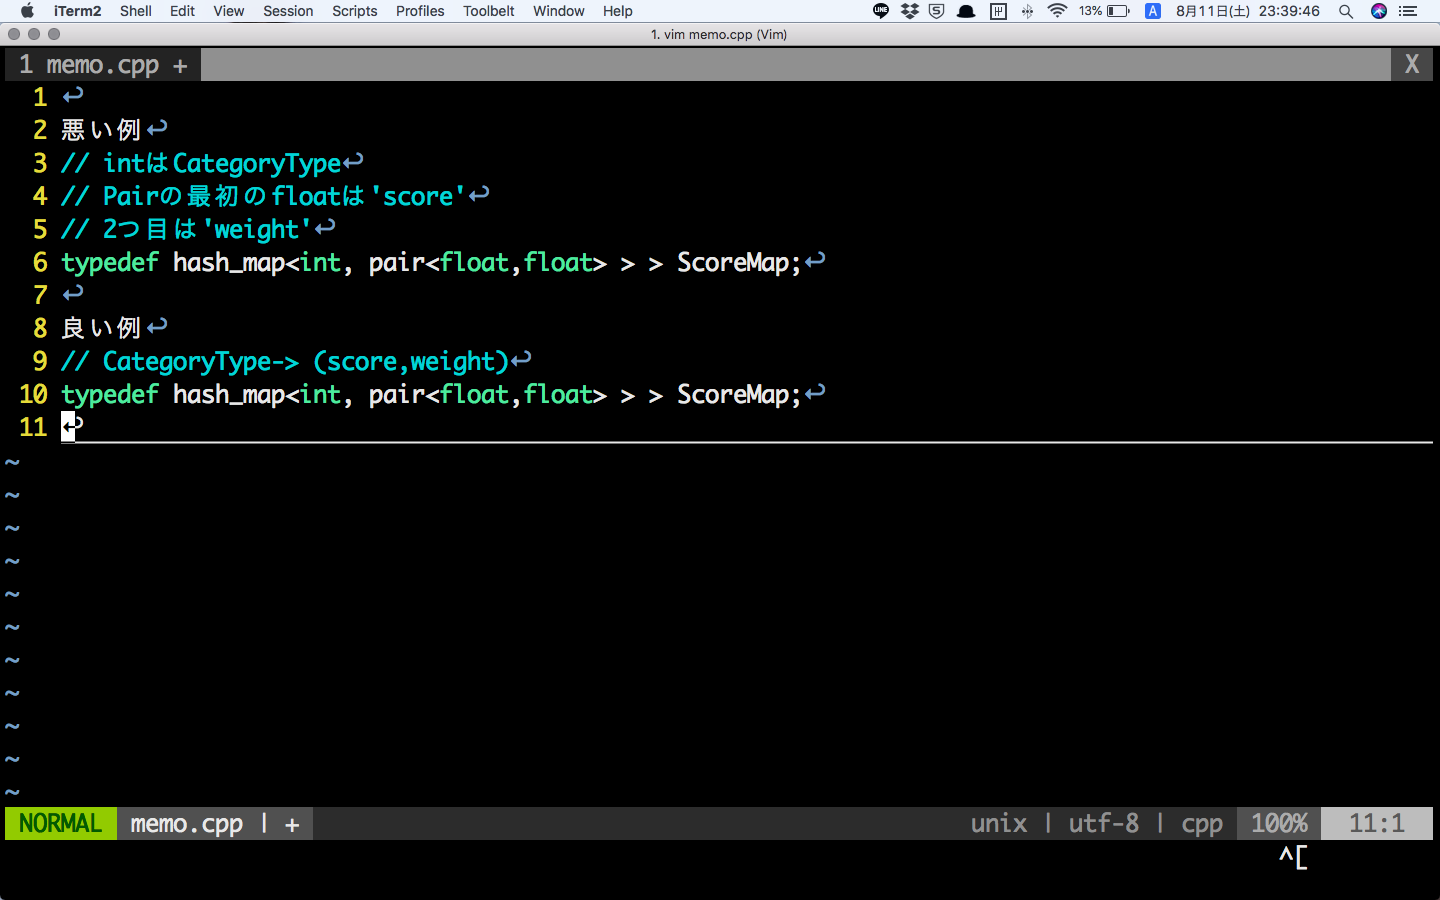 iTerm2 Shell Edit View Session Scripts Profiles Toolbelt Window Help LINE 5 13% A 8月11日(土) 23:39:46
1. vim memo.cpp (Vim)
1 memo.cpp + X
1 ↩
2 悪い例↩
3 // intはCategoryType↩
4 // Pairの最初のfloatは'score'↩
5 // 2つ目は'weight'↩
6 typedef hash_map<int, pair<float,float> > > ScoreMap;↩
7 ↩
8 良い例↩
9 // CategoryType-> (score,weight)↩
10 typedef hash_map<int, pair<float,float> > > ScoreMap;↩
11 ↩
~
~
~
~
~
~
~
~
~
~
~
NORMAL memo.cpp | + unix | utf-8 | cpp 100% 11:1
^[